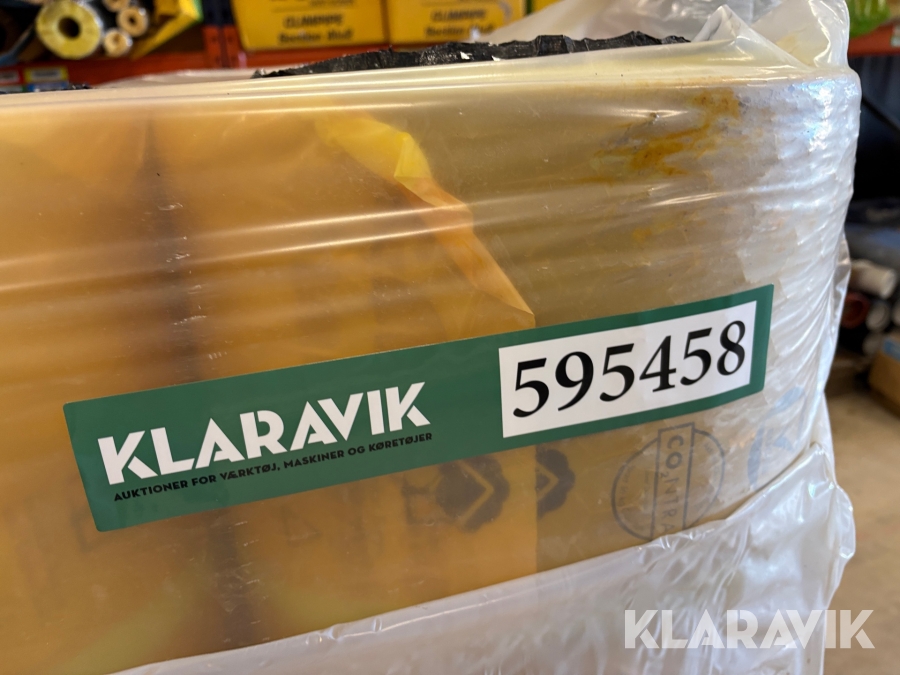 KLARAVIK
AUKTIONER FOR VÆRKTØJ, MASKINER OG KØRETØJER
595458
KLARAVIK